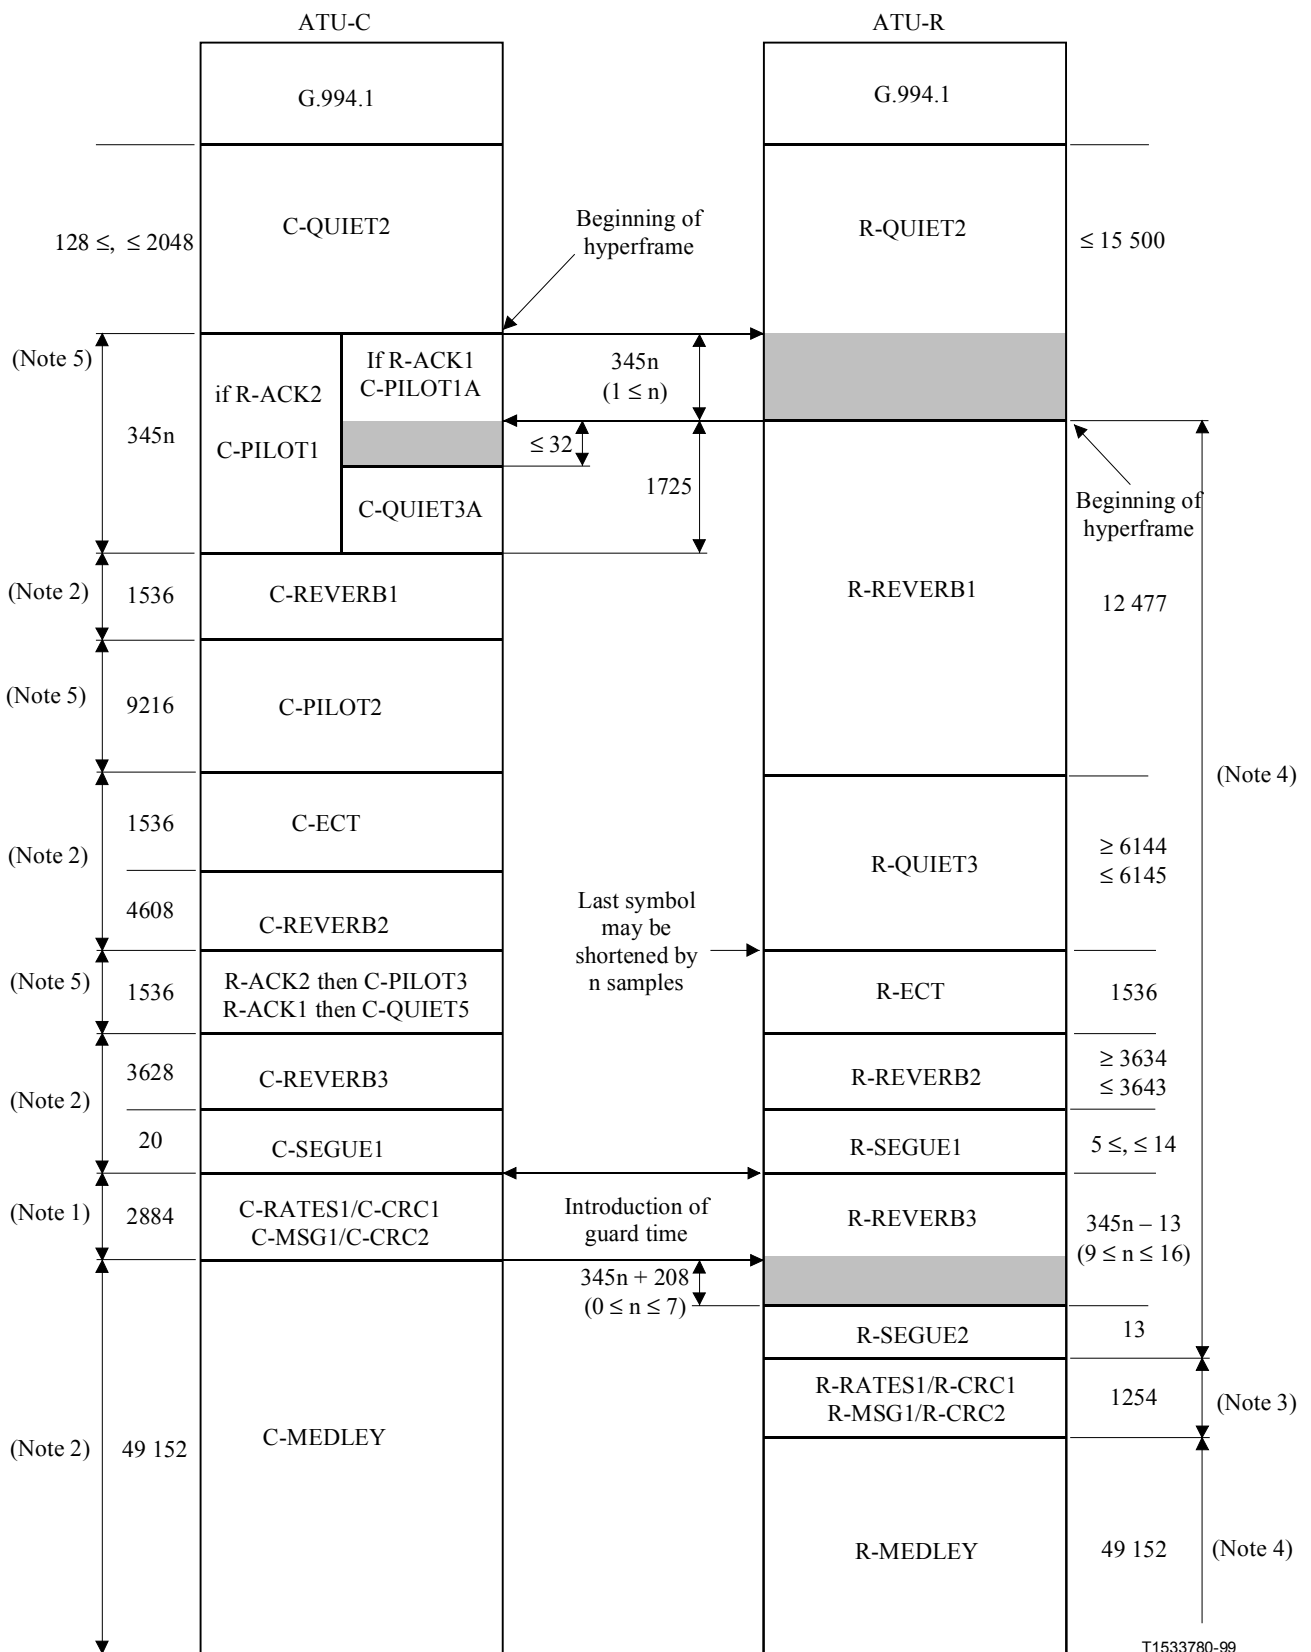 ATU-C
ATU-R
G.994.1
G.994.1
128 ≤, ≤ 2048
C-QUIET2
Beginning of
hyperframe
R-QUIET2
≤ 15 500
(Note 5)
345n
if R-ACK2
C-PILOT1
If R-ACK1
C-PILOT1A
345n
(1 ≤ n)
≤ 32
C-QUIET3A
1725
Beginning of
hyperframe
(Note 2)
1536
C-REVERB1
R-REVERB1
12 477
(Note 5)
9216
C-PILOT2
(Note 4)
(Note 2)
1536
C-ECT
4608
C-REVERB2
R-QUIET3
≥ 6144
≤ 6145
Last symbol
may be
shortened by
n samples
(Note 5)
1536
R-ACK2 then C-PILOT3
R-ACK1 then C-QUIET5
R-ECT
1536
(Note 2)
3628
C-REVERB3
R-REVERB2
≥ 3634
≤ 3643
20
C-SEGUE1
R-SEGUE1
5 ≤, ≤ 14
(Note 1)
2884
C-RATES1/C-CRC1
C-MSG1/C-CRC2
Introduction of
guard time
R-REVERB3
345n – 13
(9 ≤ n ≤ 16)
345n + 208
(0 ≤ n ≤ 7)
R-SEGUE2
13
R-RATES1/R-CRC1
R-MSG1/R-CRC2
1254
(Note 3)
(Note 2)
49 152
C-MEDLEY
R-MEDLEY
49 152
(Note 4)
T1533780-99